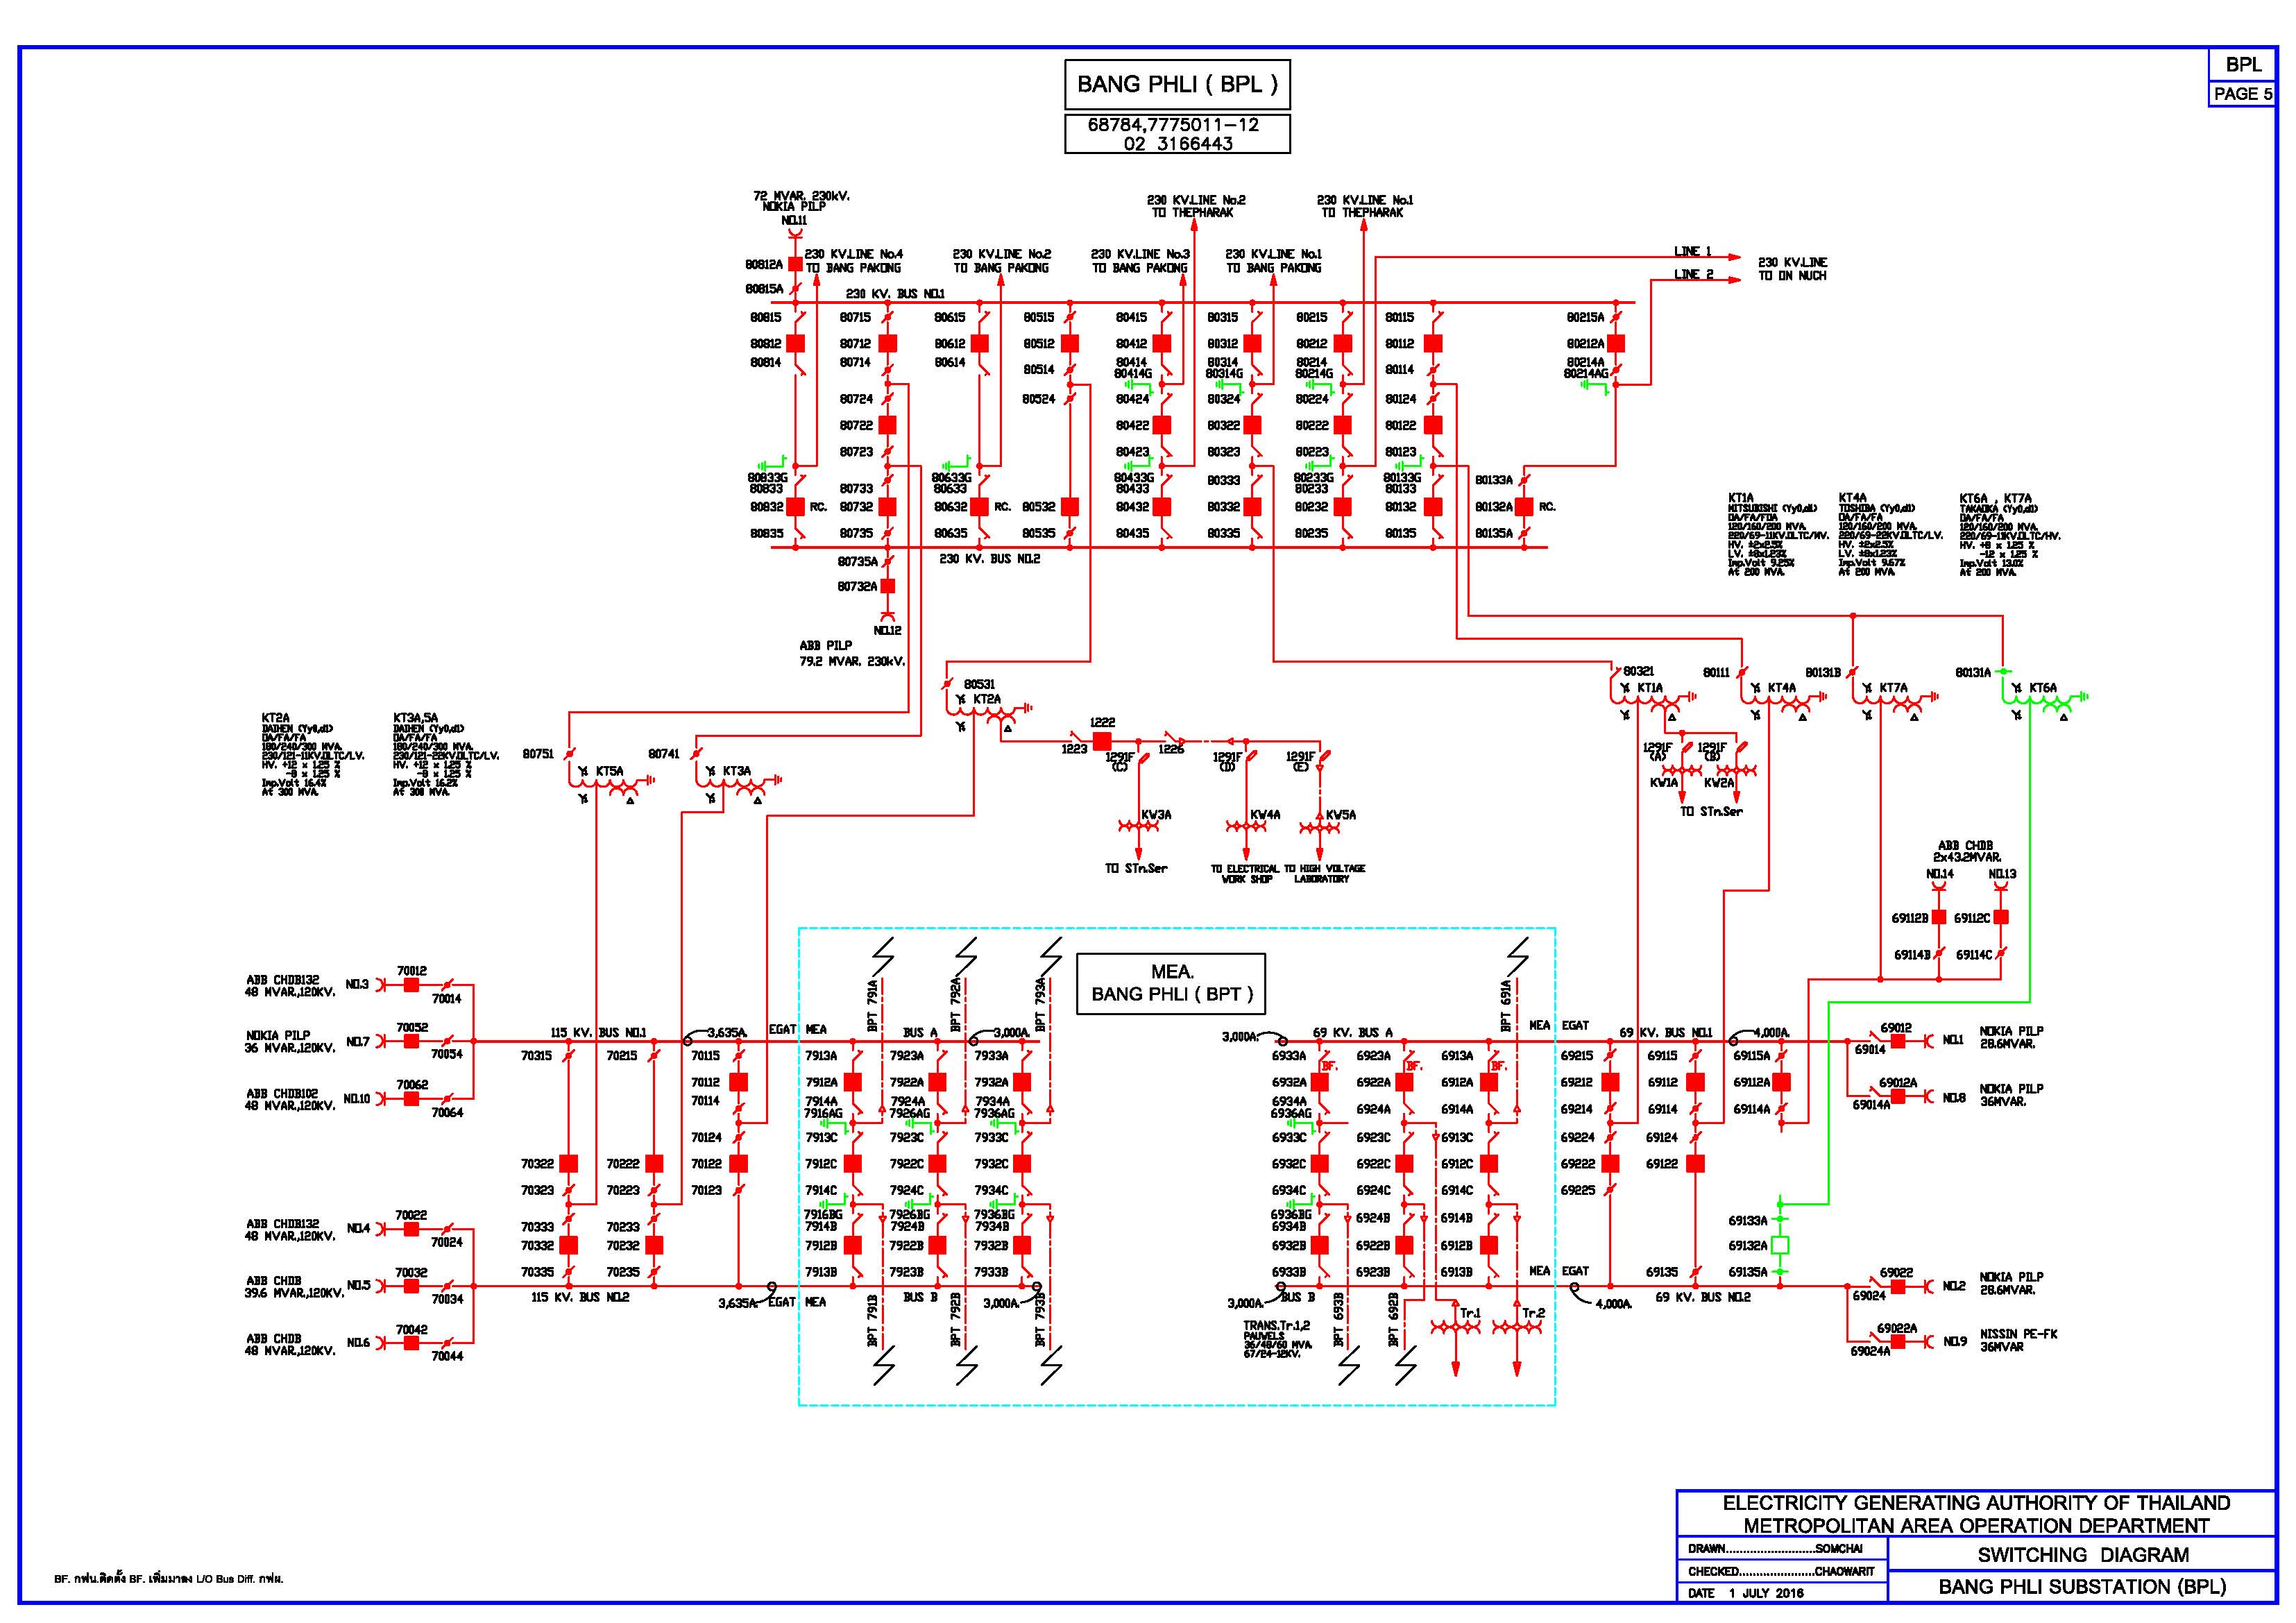 BPL
PAGE 5
BANG PHLI ( BPL )
68784,7775011-12
02 3166443
72 MVAR. 230kV.
NOKIA PILP
NO.11
230 KV.LINE No.2
TO THEPHARAK
230 KV.LINE No.1
TO THEPHARAK
80812A
230 KV.LINE No.4
TO BANG PAKONG
230 KV.LINE No.2
TO BANG PAKONG
230 KV.LINE No.3
TO BANG PAKONG
230 KV.LINE No.1
TO BANG PAKONG
LINE 1
LINE 2
230 KV.LINE
TO ON NUCH
80815A
230 KV. BUS NO.1
80815 80715 80615 80515 80415 80315 80215 80115 80215A
80812 80712 80612 80512 80412 80312 80212 80112 80212A
80814 80714 80614 80514 80414 80314 80214 80114 80214A
80414G 80314G 80214G 80214AG
80724 80524 80424 80324 80224 80124
80722 80422 80322 80222 80122
80723 80423 80323 80223 80123
80833G 80633G 80433G 80233G 80133G
80833 80733 80633 80433 80333 80233 80133 80133A
80832 RC. 80732 80632 RC. 80532 80432 80332 80232 80132 80132A RC.
80835 80735 80635 80535 80435 80335 80235 80135 80135A
230 KV. BUS NO.2
80735A
80732A
NO.12
ABB PILP
79.2 MVAR. 230kV.
KT1A
MITSUBISHI (Yy0,d1)
OA/FA/FOA
120/160/200 MVA.
220/69-11KV.OLTC/HV.
HV. ±2x2.5%
LV. ±8x1.23%
Imp.Volt 9.25%
At 200 MVA.
KT4A
TOSHIBA (Yy0,d1)
OA/FA/FA
120/160/200 MVA.
220/69-22KV.OLTC/LV.
HV. ±2x2.5%
LV. ±8x1.23%
Imp.Volt 9.67%
At 200 MVA.
KT6A , KT7A
TAKAOKA (Yy0,d1)
OA/FA/FA
120/160/200 MVA.
220/69-11KV.OLTC/HV.
HV. +8 x 1.25 %
-12 x 1.25 %
Imp.Volt 13.0%
At 200 MVA.
80531
KT2A
80321
KT1A
80111
KT4A
80131B
KT7A
80131A
KT6A
KT2A
DAIHEN (Yy0,d1)
OA/FA/FA
180/240/300 MVA.
230/121-11KV.OLTC/LV.
HV. +12 x 1.25 %
-8 x 1.25 %
Imp.Volt 16.4%
At 300 MVA.
KT3A,5A
DAIHEN (Yy0,d1)
OA/FA/FA
180/240/300 MVA.
230/121-22KV.OLTC/LV.
HV. +12 x 1.25 %
-8 x 1.25 %
Imp.Volt 16.2%
At 300 MVA.
80751
KT5A
80741
KT3A
1222
1223
1226
1291F
(C)
1291F
(D)
1291F
(E)
1291F
(A)
1291F
(B)
KW1A KW2A
TO STn.Ser
KW3A KW4A KW5A
TO STn.Ser
TO ELECTRICAL
WORK SHOP
TO HIGH VOLTAGE
LABORATORY
ABB CHDB
2x43.2MVAR.
NO.14 NO.13
69112B 69112C
69114B 69114C
MEA.
BANG PHLI ( BPT )
BPT 791A
BPT 792A
BPT 793A
BPT 691A
ABB CHDB132
48 MVAR.,120KV.
NO.3
70012
70014
NOKIA PILP
36 MVAR.,120KV.
NO.7
70052
70054
ABB CHDB102
48 MVAR.,120KV.
NO.10
70062
70064
115 KV. BUS NO.1
3,635A.
EGAT MEA
BUS A
3,000A.
3,000A.
69 KV. BUS A
MEA EGAT
69 KV. BUS NO.1
4,000A.
70315 70215 70115 7913A 7923A 7933A 6933A 6923A 6913A 69215 69115 69115A
BF. BF. BF.
70112 7912A 7922A 7932A 6932A 6922A 6912A 69212 69112 69112A
70114 7914A 7924A 7934A 6934A 6924A 6914A 69214 69114 69114A
7916AG 7926AG 7936AG 6936AG
70124 7913C 7923C 7933C 6933C 6923C 6913C 69224 69124
70322 70222 70122 7912C 7922C 7932C 6932C 6922C 6912C 69222 69122
70323 70223 70123 7914C 7924C 7934C 6934C 6924C 6914C 69225
7916BG 7926BG 7936BG 6936BG
70333 70233 7914B 7924B 7934B 6934B 6924B 6914B 69133A
70332 70232 7912B 7922B 7932B 6932B 6922B 6912B 69132A
70335 70235 7913B 7923B 7933B 6933B 6923B 6913B 69135 69135A
69012
69014
NO.1
NOKIA PILP
28.6MVAR.
69012A
69014A
NO.8
NOKIA PILP
36MVAR.
ABB CHDB132
48 MVAR.,120KV.
NO.4
70022
70024
ABB CHDB
39.6 MVAR.,120KV.
NO.5
70032
70034
ABB CHDB
48 MVAR.,120KV.
NO.6
70042
70044
115 KV. BUS NO.2
3,635A.
EGAT MEA
BUS B
3,000A.
3,000A.
BUS B
MEA EGAT
4,000A.
69 KV. BUS NO.2
BPT 791B
BPT 792B
BPT 793B
BPT 693B
BPT 692B
Tr.1
Tr.2
TRANS.Tr.1,2
PAUWELS
36/48/60 MVA.
67/24-12KV.
69022
69024
NO.2
NOKIA PILP
28.6MVAR.
69022A
69024A
NO.9
NISSIN PE-FK
36MVAR
BF. กฟน.ติดตั้ง BF. เพิ่มมาลง L/O Bus Diff. กฟผ.
ELECTRICITY GENERATING AUTHORITY OF THAILAND
METROPOLITAN AREA OPERATION DEPARTMENT
DRAWN..........................SOMCHAI
CHECKED......................CHAOWARIT
DATE 1 JULY 2016
SWITCHING DIAGRAM
BANG PHLI SUBSTATION (BPL)